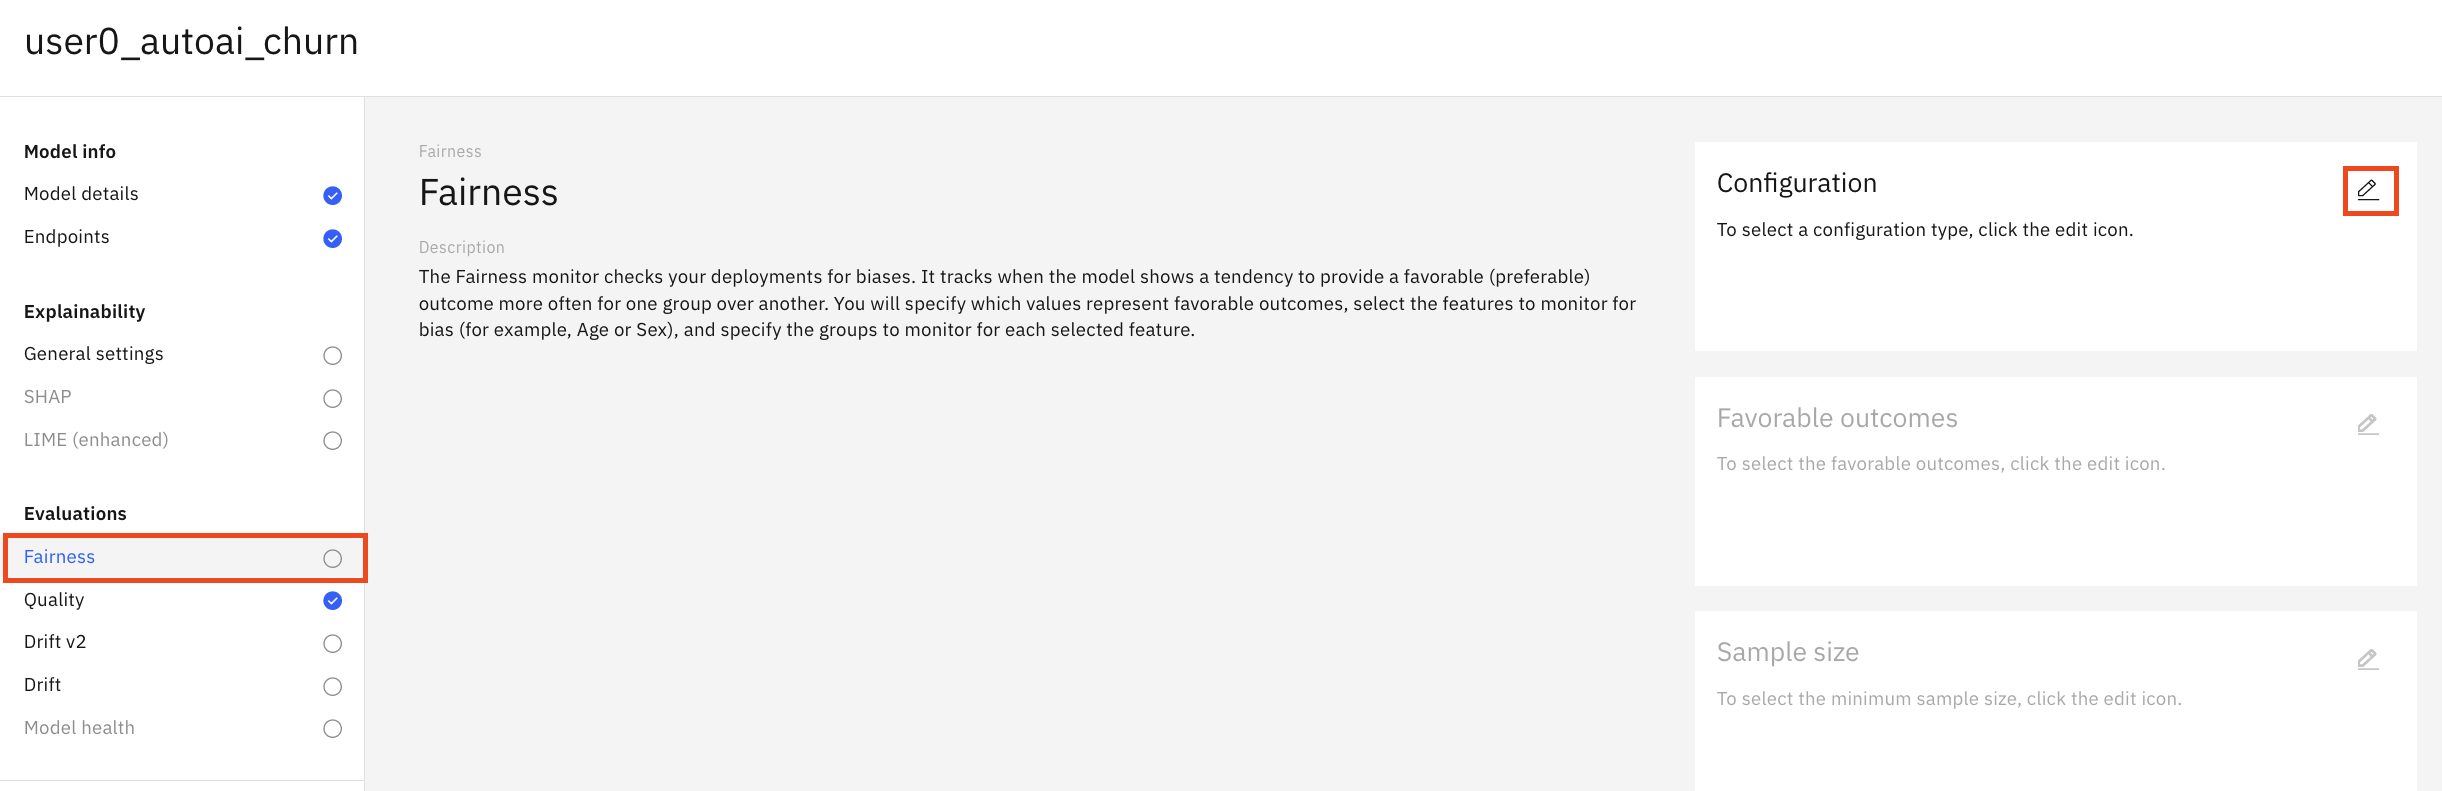 user0_autoai_churn
Model info
Model details
Endpoints
Explainability
General settings
SHAP
LIME (enhanced)
Evaluations
Fairness
Quality
Drift v2
Drift
Model health
Fairness
Fairness
Description
The Fairness monitor checks your deployments for biases. It tracks when the model shows a tendency to provide a favorable (preferable)
outcome more often for one group over another. You will specify which values represent favorable outcomes, select the features to monitor for
bias (for example, Age or Sex), and specify the groups to monitor for each selected feature.
Configuration
To select a configuration type, click the edit icon.
Favorable outcomes
To select the favorable outcomes, click the edit icon.
Sample size
To select the minimum sample size, click the edit icon.